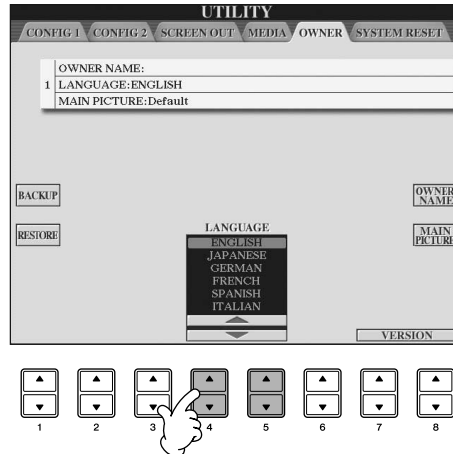 UTILITY
CONFIG 1 CONFIG 2 SCREEN OUT MEDIA OWNER SYSTEM RESET
OWNER NAME:
1 LANGUAGE:ENGLISH
MAIN PICTURE:Default
BACKUP
OWNER
NAME
RESTORE
MAIN
PICTURE
LANGUAGE
ENGLISH
JAPANESE
GERMAN
FRENCH
SPANISH
ITALIAN
VERSION
1 2 3 4 5 6 7 8